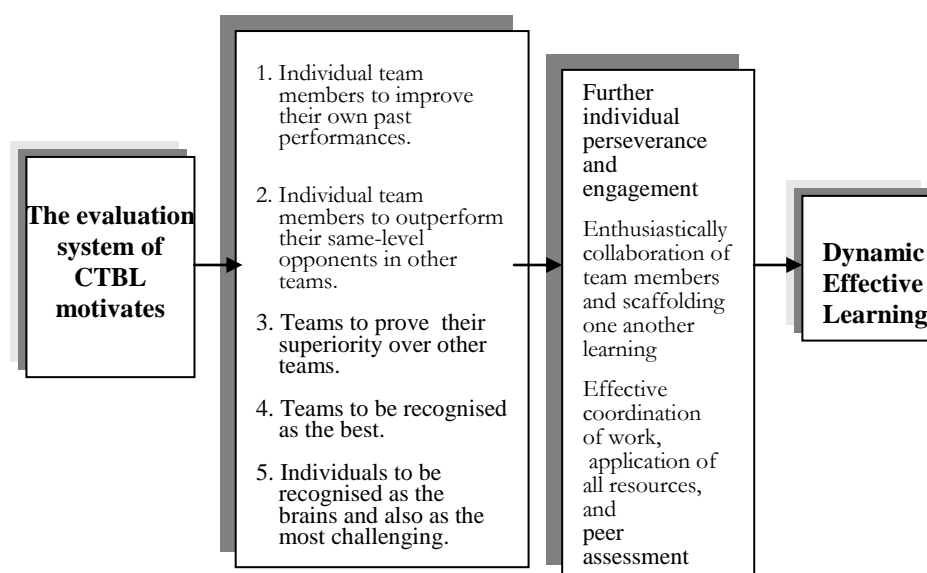 The evaluation
system of
CTBL
motivates
1. Individual team
members to improve
their own past
performances.
2. Individual team
members to outperform
their same-level
opponents in other
teams.
3. Teams to prove their
superiority over other
teams.
4. Teams to be recognised
as the best.
5. Individuals to be
recognised as the
brains and also as the
most challenging.
Further
individual
perseverance
and
engagement
Enthusiastically
collaboration of
team members
and scaffolding
one another
learning
Effective
coordination
of work,
application of
all resources,
and
peer
assessment
Dynamic
Effective
Learning